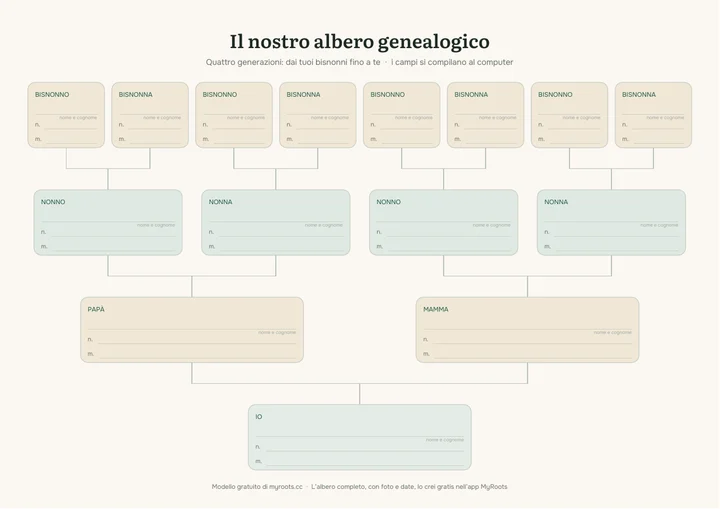 Il nostro albero genealogico
Quattro generazioni: dai tuoi bisnonni fino a te · i campi si compilano al computer
BISNONNO BISNONNA BISNONNO BISNONNA BISNONNO BISNONNA BISNONNO BISNONNA
nome e cognome nome e cognome nome e cognome nome e cognome nome e cognome nome e cognome nome e cognome nome e cognome
n. n. n. n. n. n. n. n.
m. m. m. m. m. m. m. m.
NONNO NONNA NONNO NONNA
nome e cognome nome e cognome nome e cognome nome e cognome
n. n. n. n.
m. m. m. m.
PAPÀ MAMMA
nome e cognome nome e cognome
n. n.
m. m.
IO
nome e cognome
n.
m.
Modello gratuito di myroots.cc · L'albero completo, con foto e date, lo crei gratis nell'app MyRoots